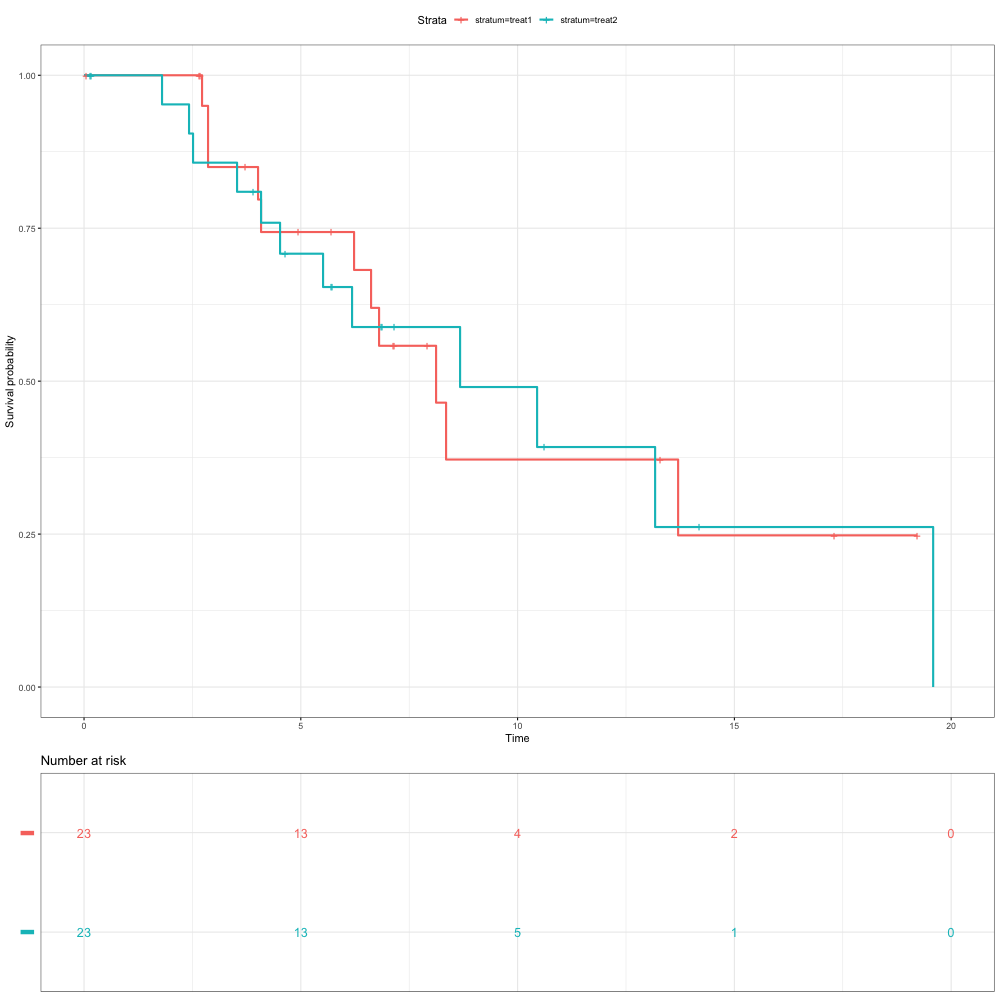 Strata stratum=treat1 stratum=treat2
1.00
0.75
0.50
0.25
0.00
Survival probability
0 5 10 15 20
Time
Number at risk
23 13 4 2 0
23 13 5 1 0